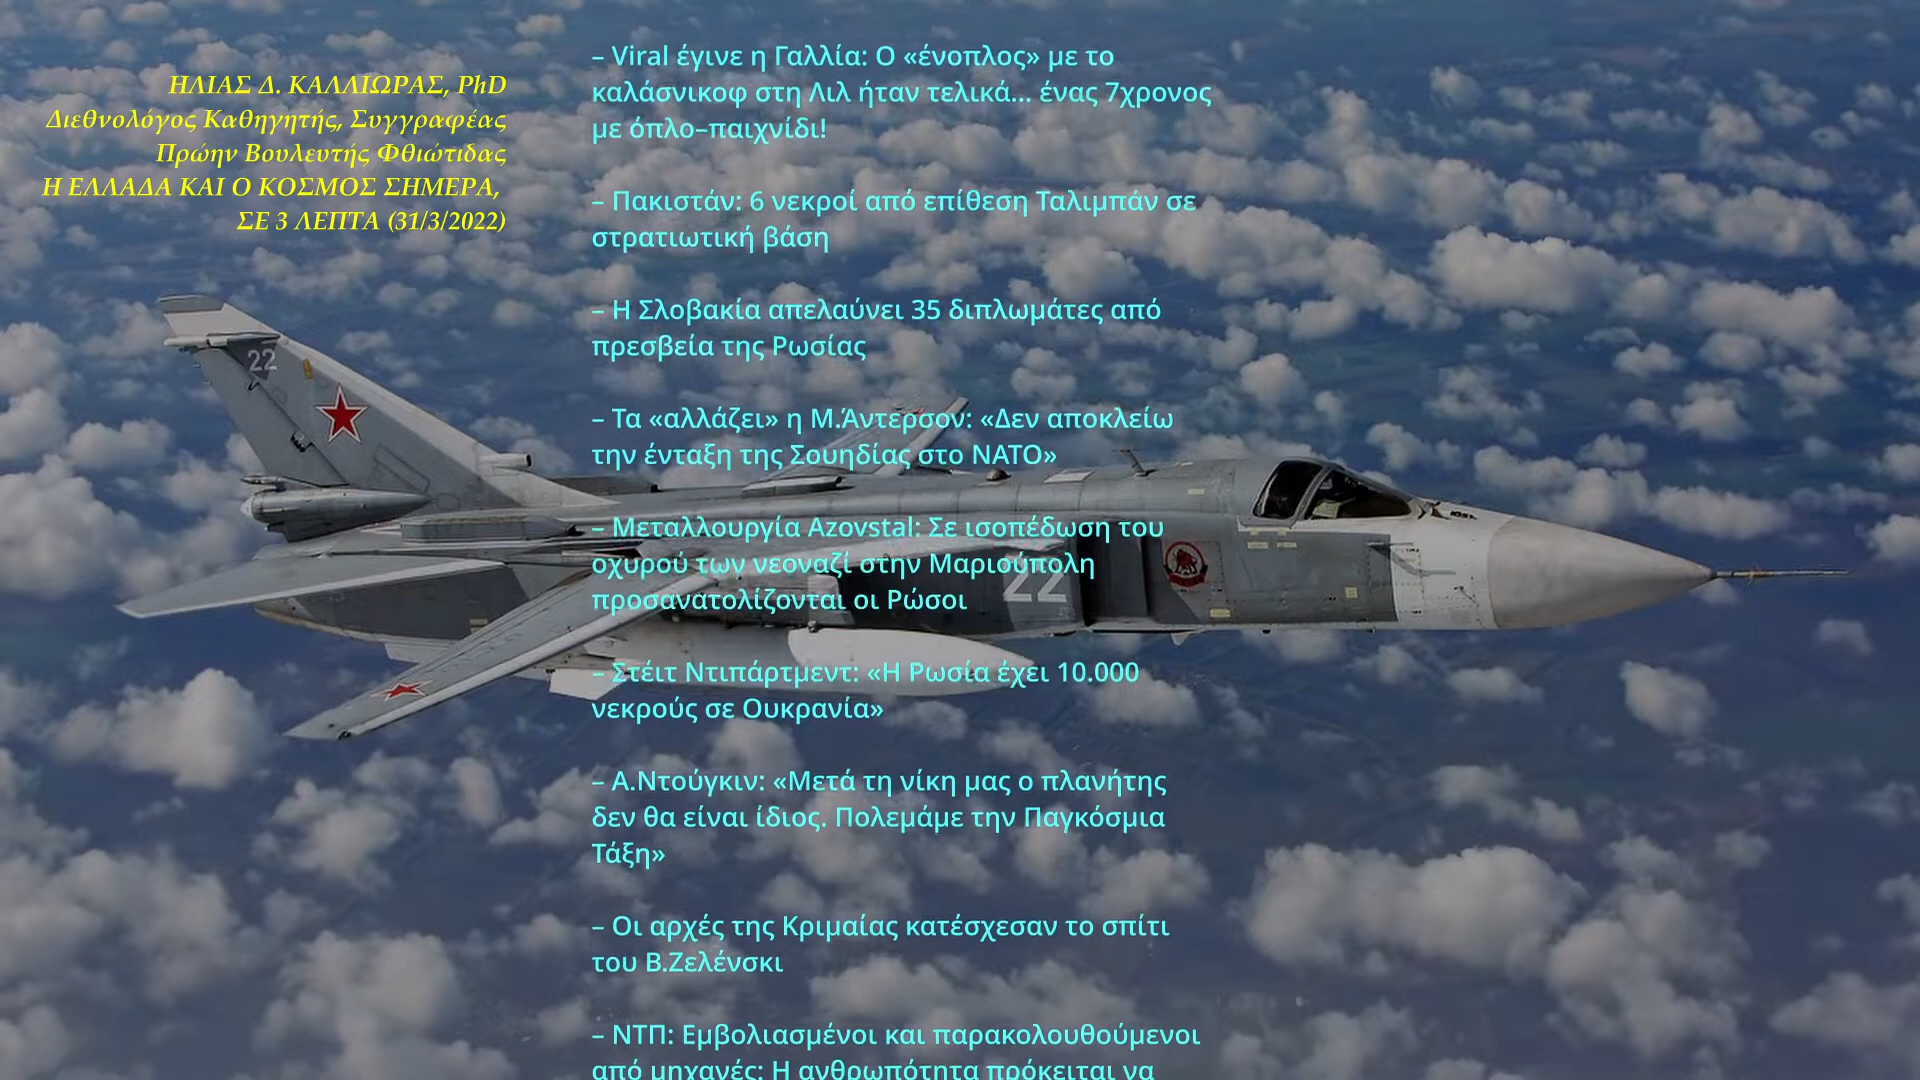 ΗΛΙΑΣ Δ. ΚΑΛΛΙΩΡΑΣ, PhD
Διεθνολόγος Καθηγητής, Συγγραφέας
Πρώην Βουλευτής Φθιώτιδας
Η ΕΛΛΑΔΑ ΚΑΙ Ο ΚΟΣΜΟΣ ΣΗΜΕΡΑ,
ΣΕ 3 ΛΕΠΤΑ (31/3/2022)
– Viral έγινε η Γαλλία: Ο «ένοπλος» με το
καλάσνικοφ στη Λιλ ήταν τελικά... ένας 7χρονος
με όπλο–παιχνίδι!
– Πακιστάν: 6 νεκροί από επίθεση Ταλιμπάν σε
στρατιωτική βάση
– Η Σλοβακία απελαύνει 35 διπλωμάτες από
πρεσβεία της Ρωσίας
– Τα «αλλάζει» η Μ.Άντερσον: «Δεν αποκλείω
την ένταξη της Σουηδίας στο ΝΑΤΟ»
– Μεταλλουργία Azovstal: Σε ισοπέδωση του
οχυρού των νεοναζί στην Μαριούπολη
προσανατολίζονται οι Ρώσοι
– Στέιτ Ντιπάρτμεντ: «Η Ρωσία έχει 10.000
νεκρούς σε Ουκρανία»
– Α.Ντούγκιν: «Μετά τη νίκη μας ο πλανήτης
δεν θα είναι ίδιος. Πολεμάμε την Παγκόσμια
Τάξη»
– Οι αρχές της Κριμαίας κατέσχεσαν το σπίτι
του Β.Ζελένσκι
– ΝΤΠ: Εμβολιασμένοι και παρακολουθούμενοι
από μηχανές: Η ανθρωπότητα πρόκειται να
22
22